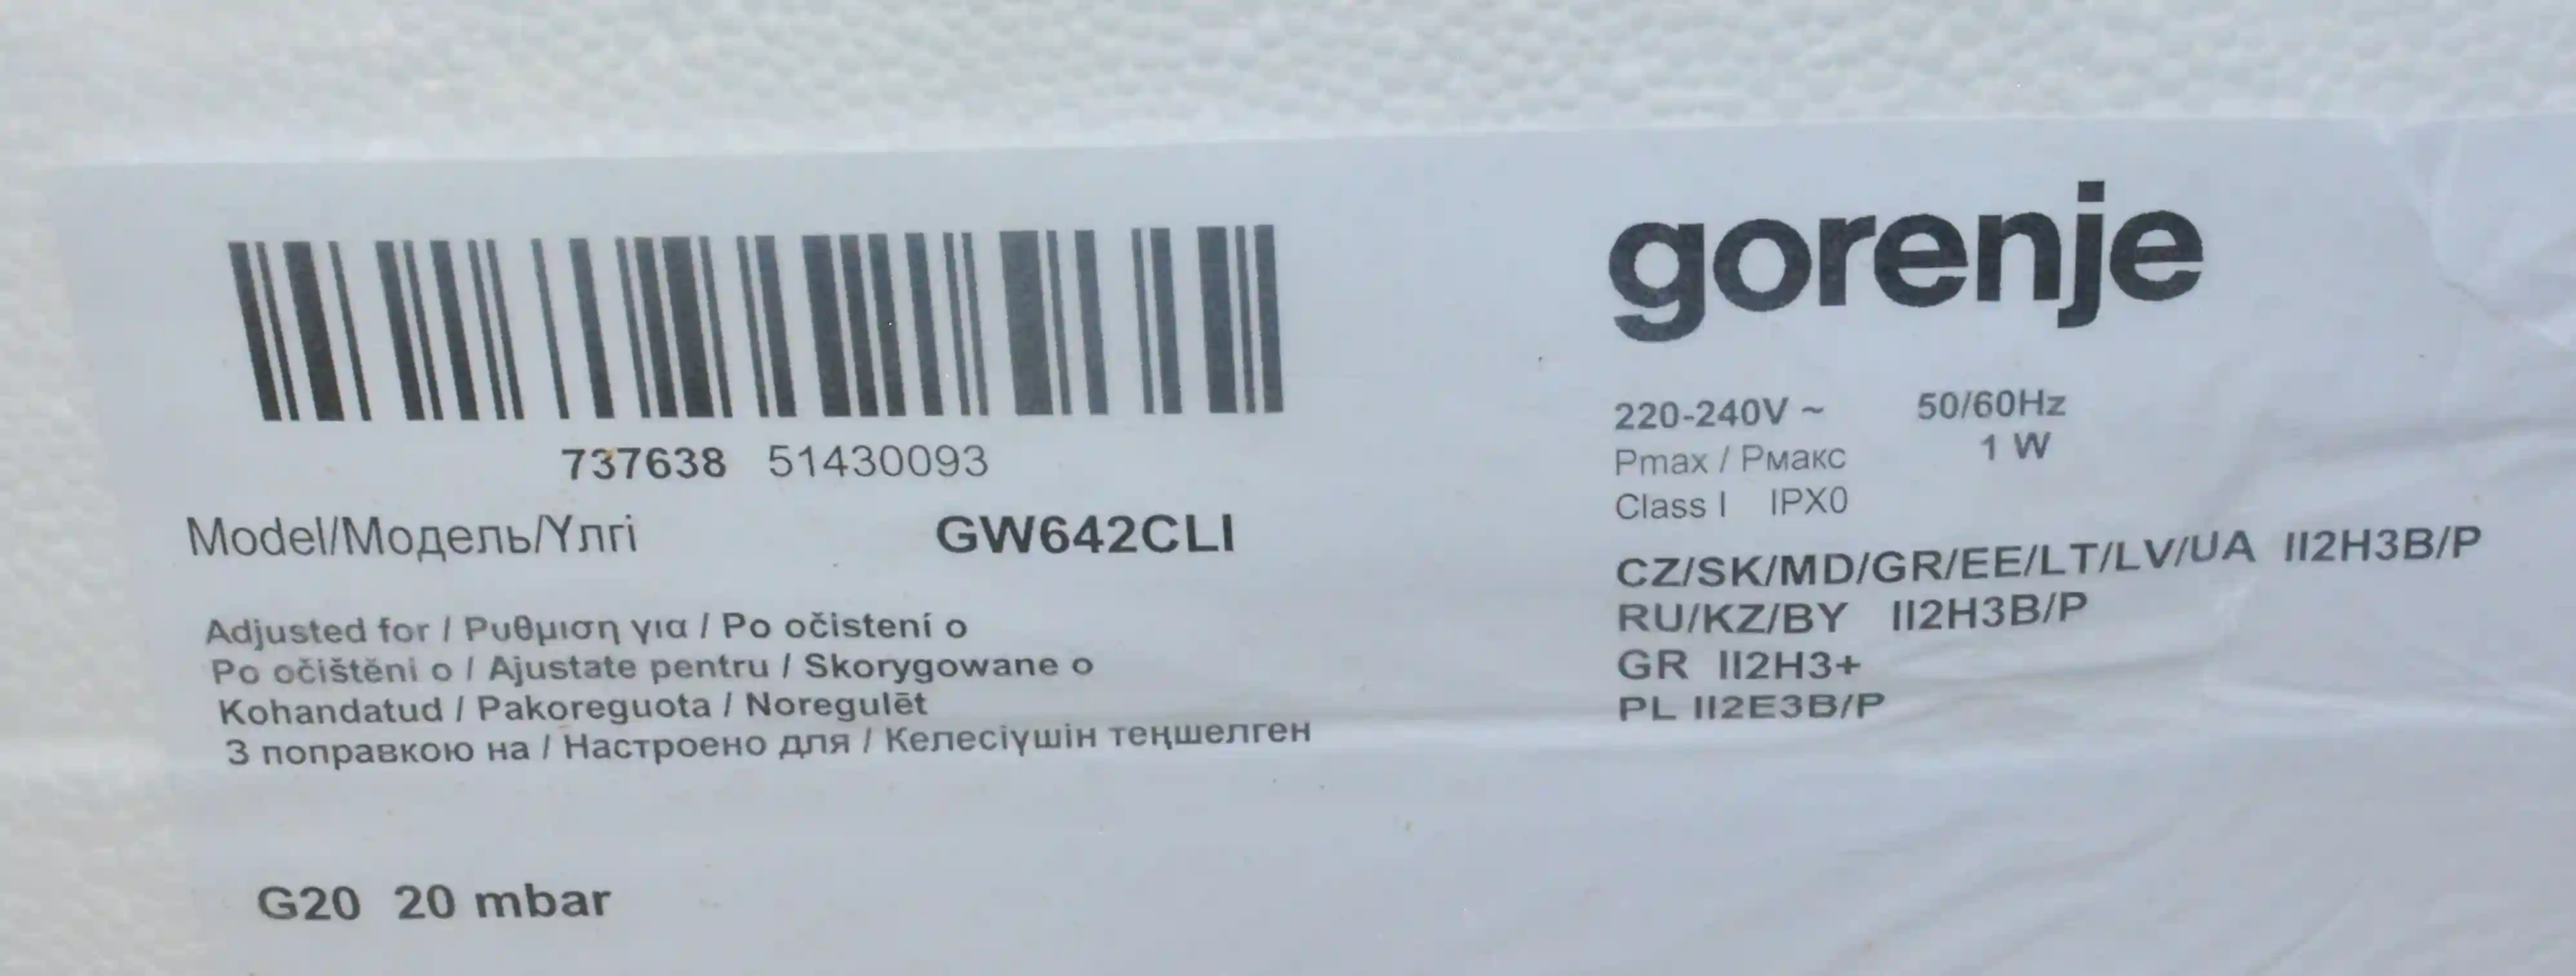 737638 51430093
Model/Модель/Үлгі GW642CLI
Adjusted for / Ρυθμιση για / Po očistení o
Po očištěni o / Ajustate pentru / Skorygowane o
Kohandatud / Pakoreguota / Noregulēt
З поправкою на / Настроено для / Келесіүшін теңшелген
G20 20 mbar
gorenje
220-240V ~ 50/60Hz
Pmax / Рмакс 1 W
Class I IPX0
CZ/SK/MD/GR/EE/LT/LV/UA II2H3B/P
RU/KZ/BY II2H3B/P
GR II2H3+
PL II2E3B/P